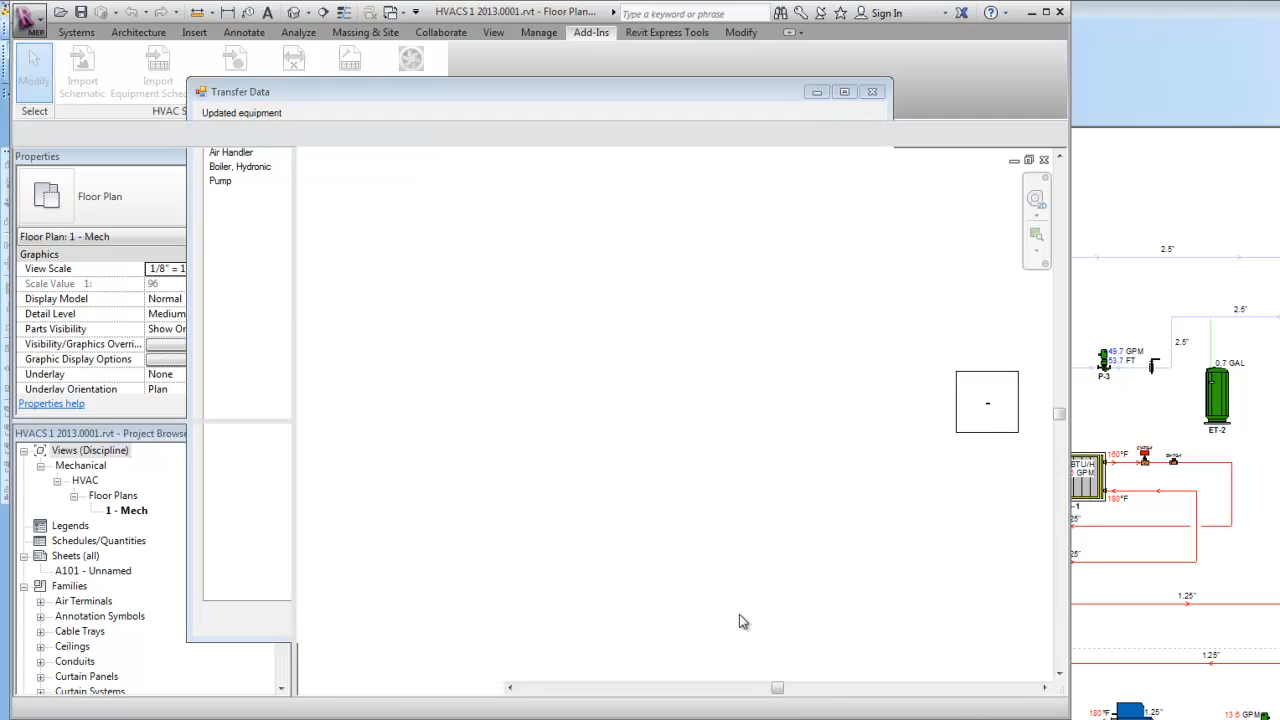 HVACS 1 2013.0001.rvt - Floor Plan...
Type a keyword or phrase
Sign In
MEP
Systems Architecture Insert Annotate Analyze Massing & Site Collaborate View Manage Add-Ins Revit Express Tools Modify
Modify
Import Schematic
Import Equipment Sche
Select
HVAC S
Transfer Data
Updated equipment
Air Handler
Boiler, Hydronic
Pump
2D
Properties
Floor Plan
Floor Plan: 1 - Mech
Graphics
View Scale 1/8" = 1
Scale Value 1: 96
Display Model Normal
Detail Level Medium
Parts Visibility Show Or
Visibility/Graphics Overri...
Graphic Display Options
Underlay None
Underlay Orientation Plan
Properties help
HVACS 1 2013.0001.rvt - Project Browse
Views (Discipline)
Mechanical
HVAC
Floor Plans
1 - Mech
Legends
Schedules/Quantities
Sheets (all)
A101 - Unnamed
Families
Air Terminals
Annotation Symbols
Cable Trays
Ceilings
Conduits
Curtain Panels
Curtain Systems
-
2.5"
2.5"
2.5"
49.7 GPM
53.7 FT
P-3
0.7 GAL
ET-2
BTU/H
GPM
160°F
180°F
-1
25"
25"
1.25"
1.25"
180°F
1.25"
13.6 GPM